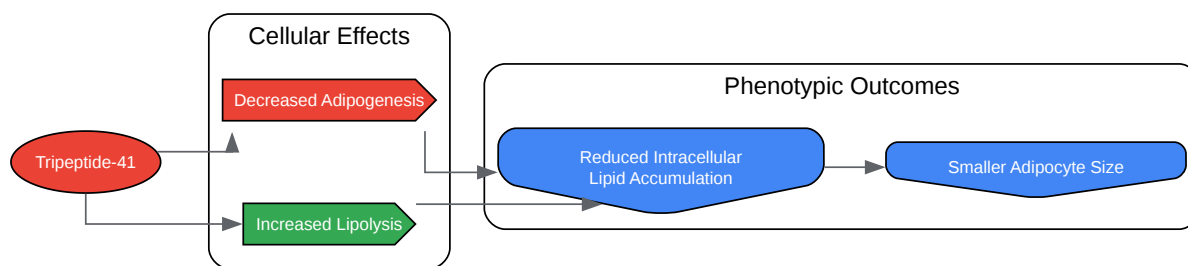 Cellular Effects
Decreased Adipogenesis
Phenotypic Outcomes
Tripeptide-41
Reduced Intracellular
Lipid Accumulation
Smaller Adipocyte Size
Increased Lipolysis